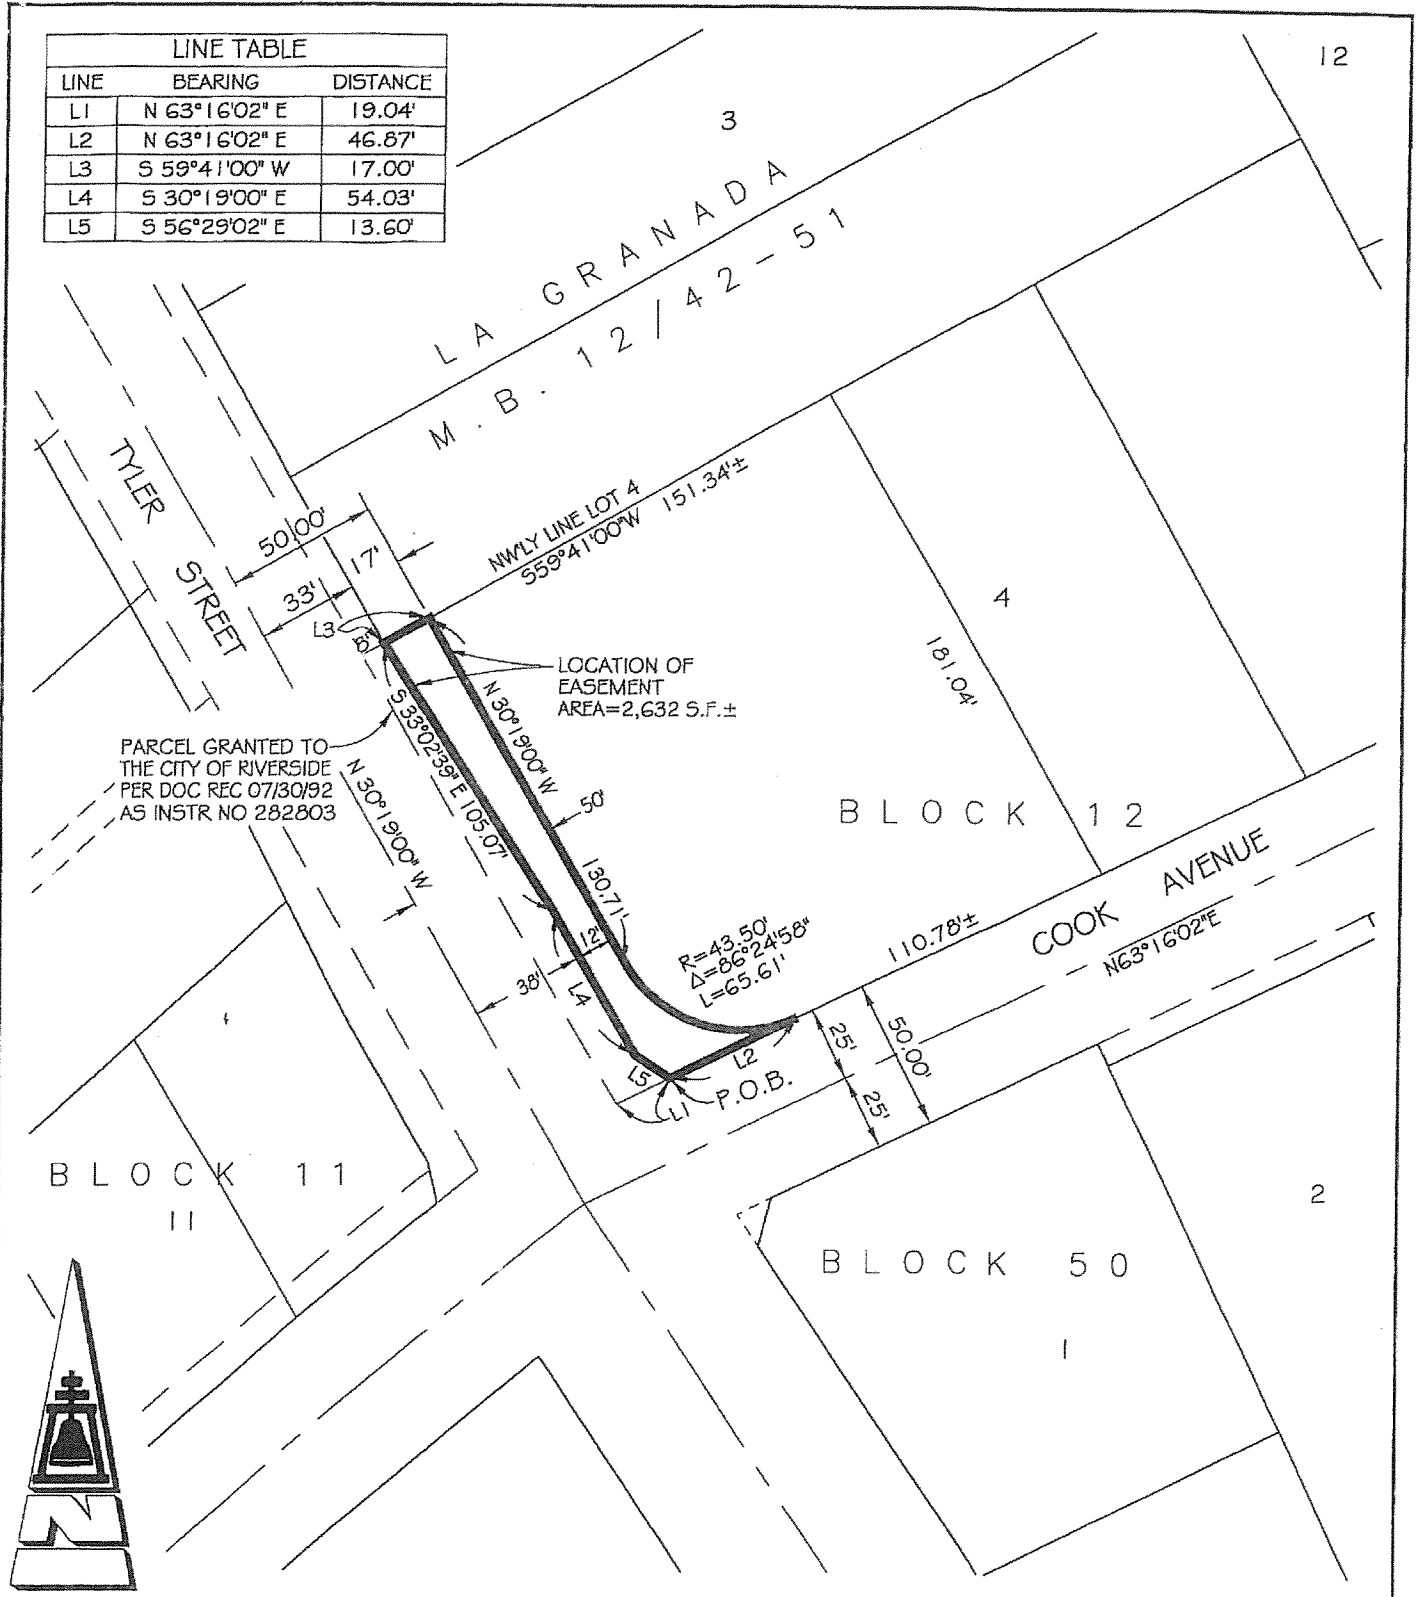 LINE TABLE
LINE BEARING DISTANCE
L1 N 63°16'02" E 19.04'
L2 N 63°16'02" E 46.87'
L3 S 59°41'00" W 17.00'
L4 S 30°19'00" E 54.03'
L5 S 56°29'02" E 13.60'
12
3
LA GRANADA
M.B. 12/42-51
TYLER
STREET
50.00'
17'
33'
L3
NW'LY LINE LOT 4
S59°41'00"W 151.34'±
4
181.04'
LOCATION OF
EASEMENT
AREA=2,632 S.F.±
PARCEL GRANTED TO
THE CITY OF RIVERSIDE
PER DOC REC 07/30/92
AS INSTR NO 282803
N 30°19'00" W
S 33°02'39" E 105.07'
N 30°19'00" W
130.71'
50'
BLOCK 12
COOK AVENUE
N63°16'02"E
110.78'±
R=43.50'
Δ=86°24'58"
L=65.61'
12'
38'
L4
L5
L2
L1
P.O.B.
25'
50.00'
25'
BLOCK 11
11
BLOCK 50
2
1
N